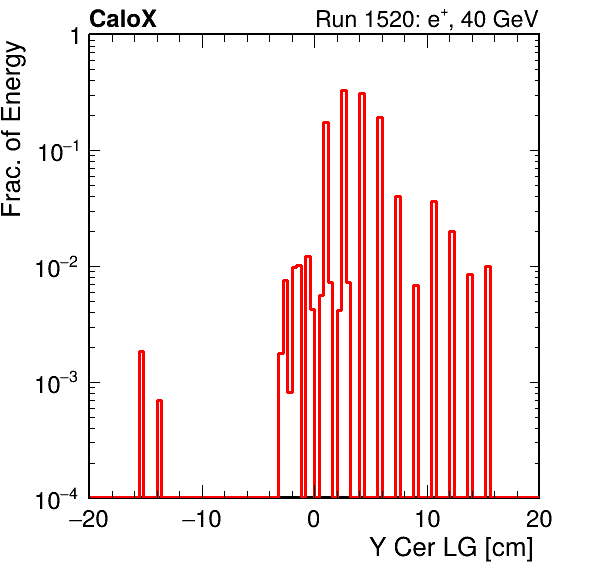 CaloX Run 1520: e⁺, 40 GeV
Frac. of Energy
1
10⁻¹
10⁻²
10⁻³
10⁻⁴
−20 −10 0 10 20
Y Cer LG [cm]